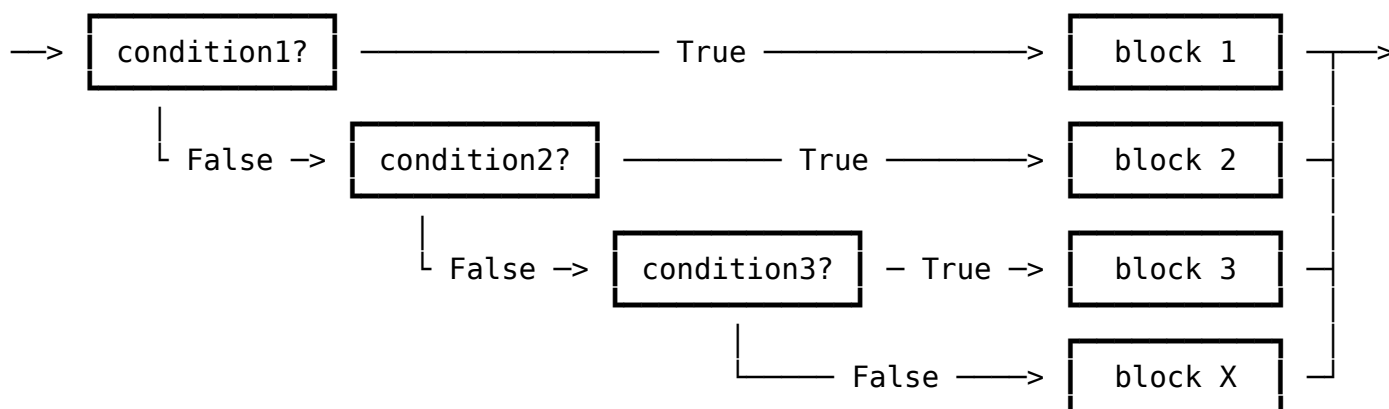 condition1? True block 1
False condition2? True block 2
False condition3? True block 3
False block X